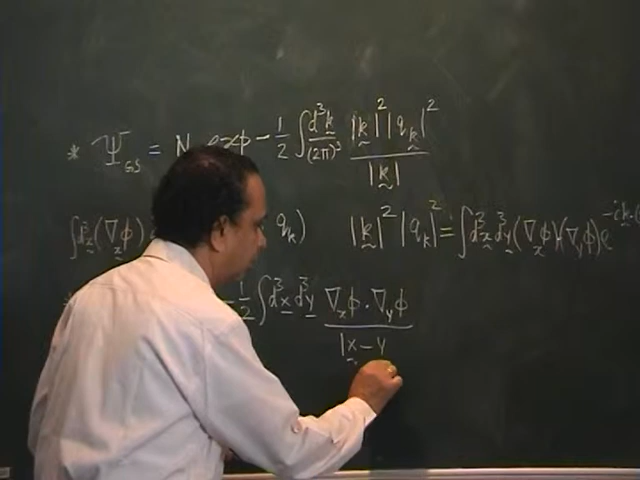 * Ψ_GS = N exp - 1/2 ∫ d³k/(2π)³ |k|² |q_k|² / |k|
∫d³x (∇_x φ) q_k) |k|² |q_k|² = ∫d³x d³y (∇_x φ)(∇_y φ) e^{-ik·(
- 1/2 ∫d³x d³y ∇_x φ · ∇_y φ / |x - y